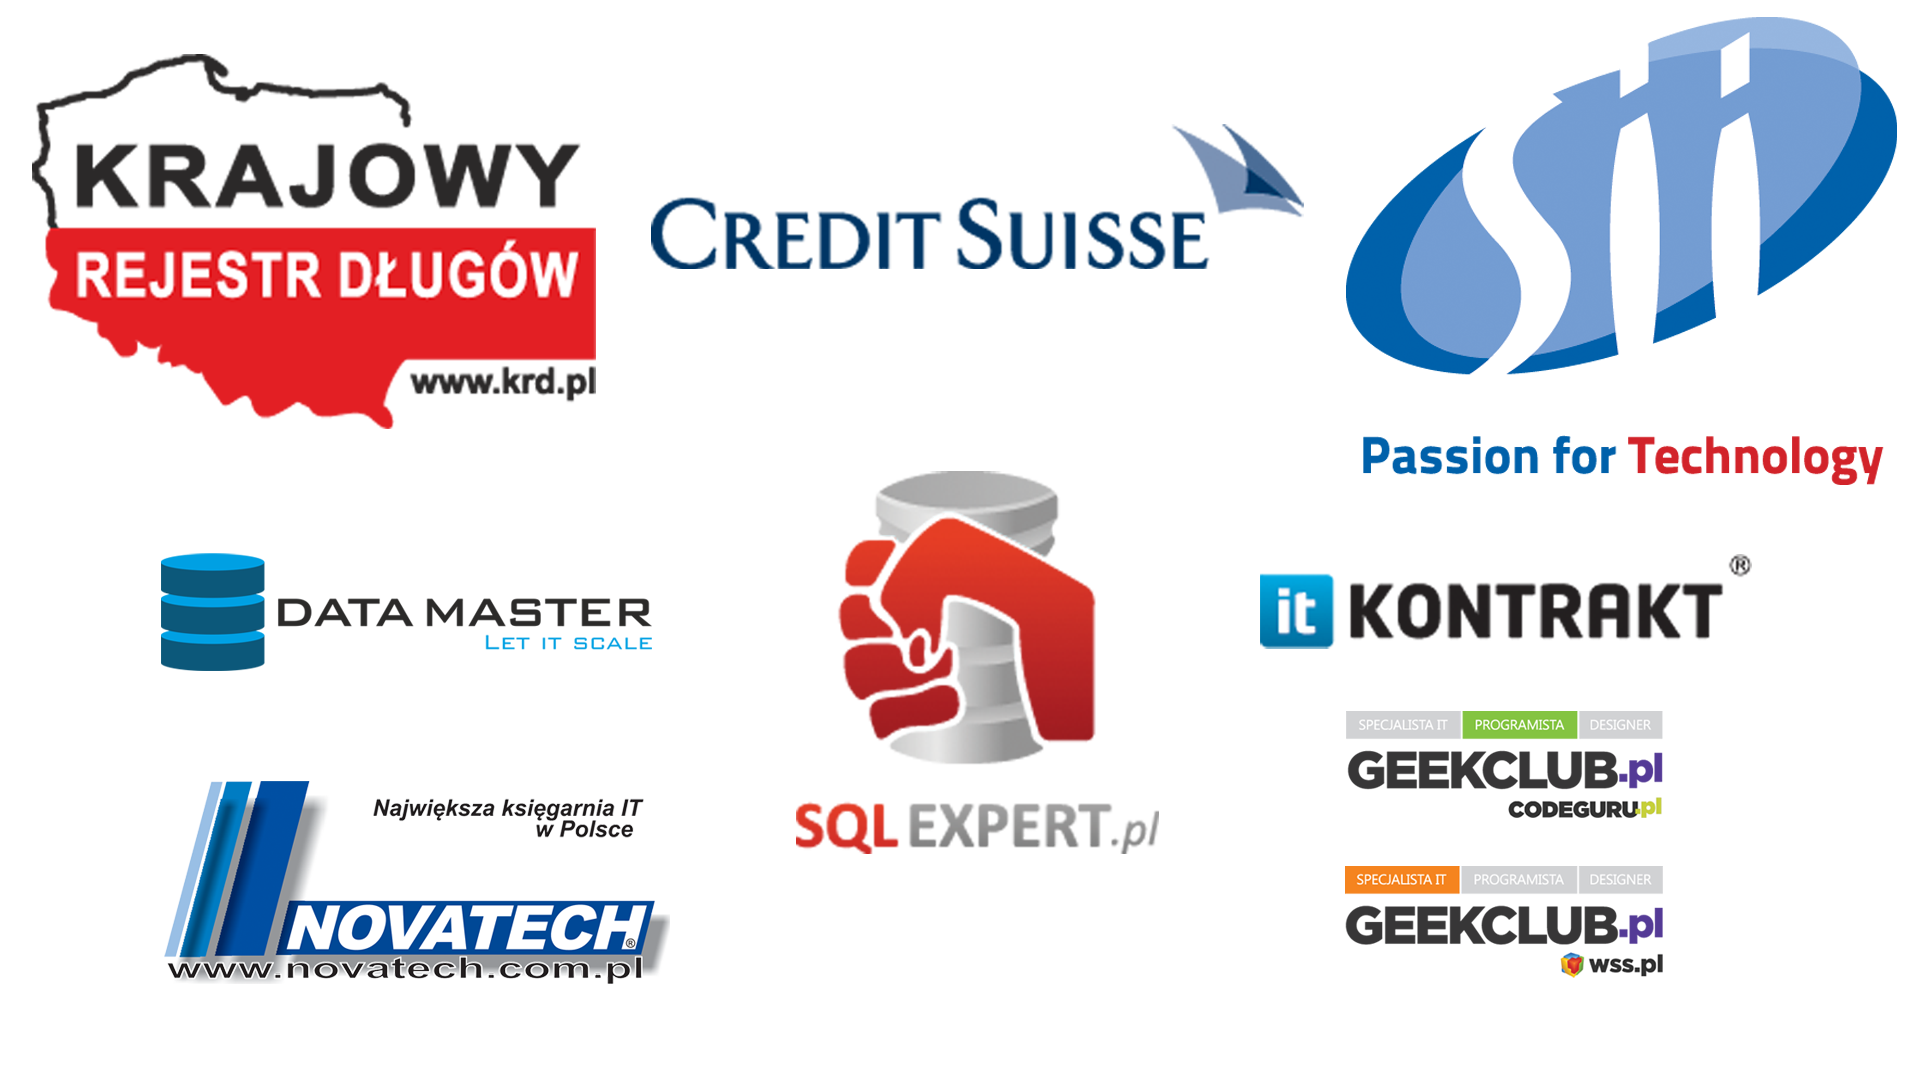 KRAJOWY
REJESTR DŁUGÓW
www.krd.pl
CREDIT SUISSE
sii
Passion for Technology
DATA MASTER
LET IT SCALE
SQL EXPERT.pl
it KONTRAKT ®
SPECJALISTA IT PROGRAMISTA DESIGNER
GEEKCLUB.pl
CODEGURU.pl
Największa księgarnia IT
w Polsce
NOVATECH ®
www.novatech.com.pl
SPECJALISTA IT PROGRAMISTA DESIGNER
GEEKCLUB.pl
wss.pl